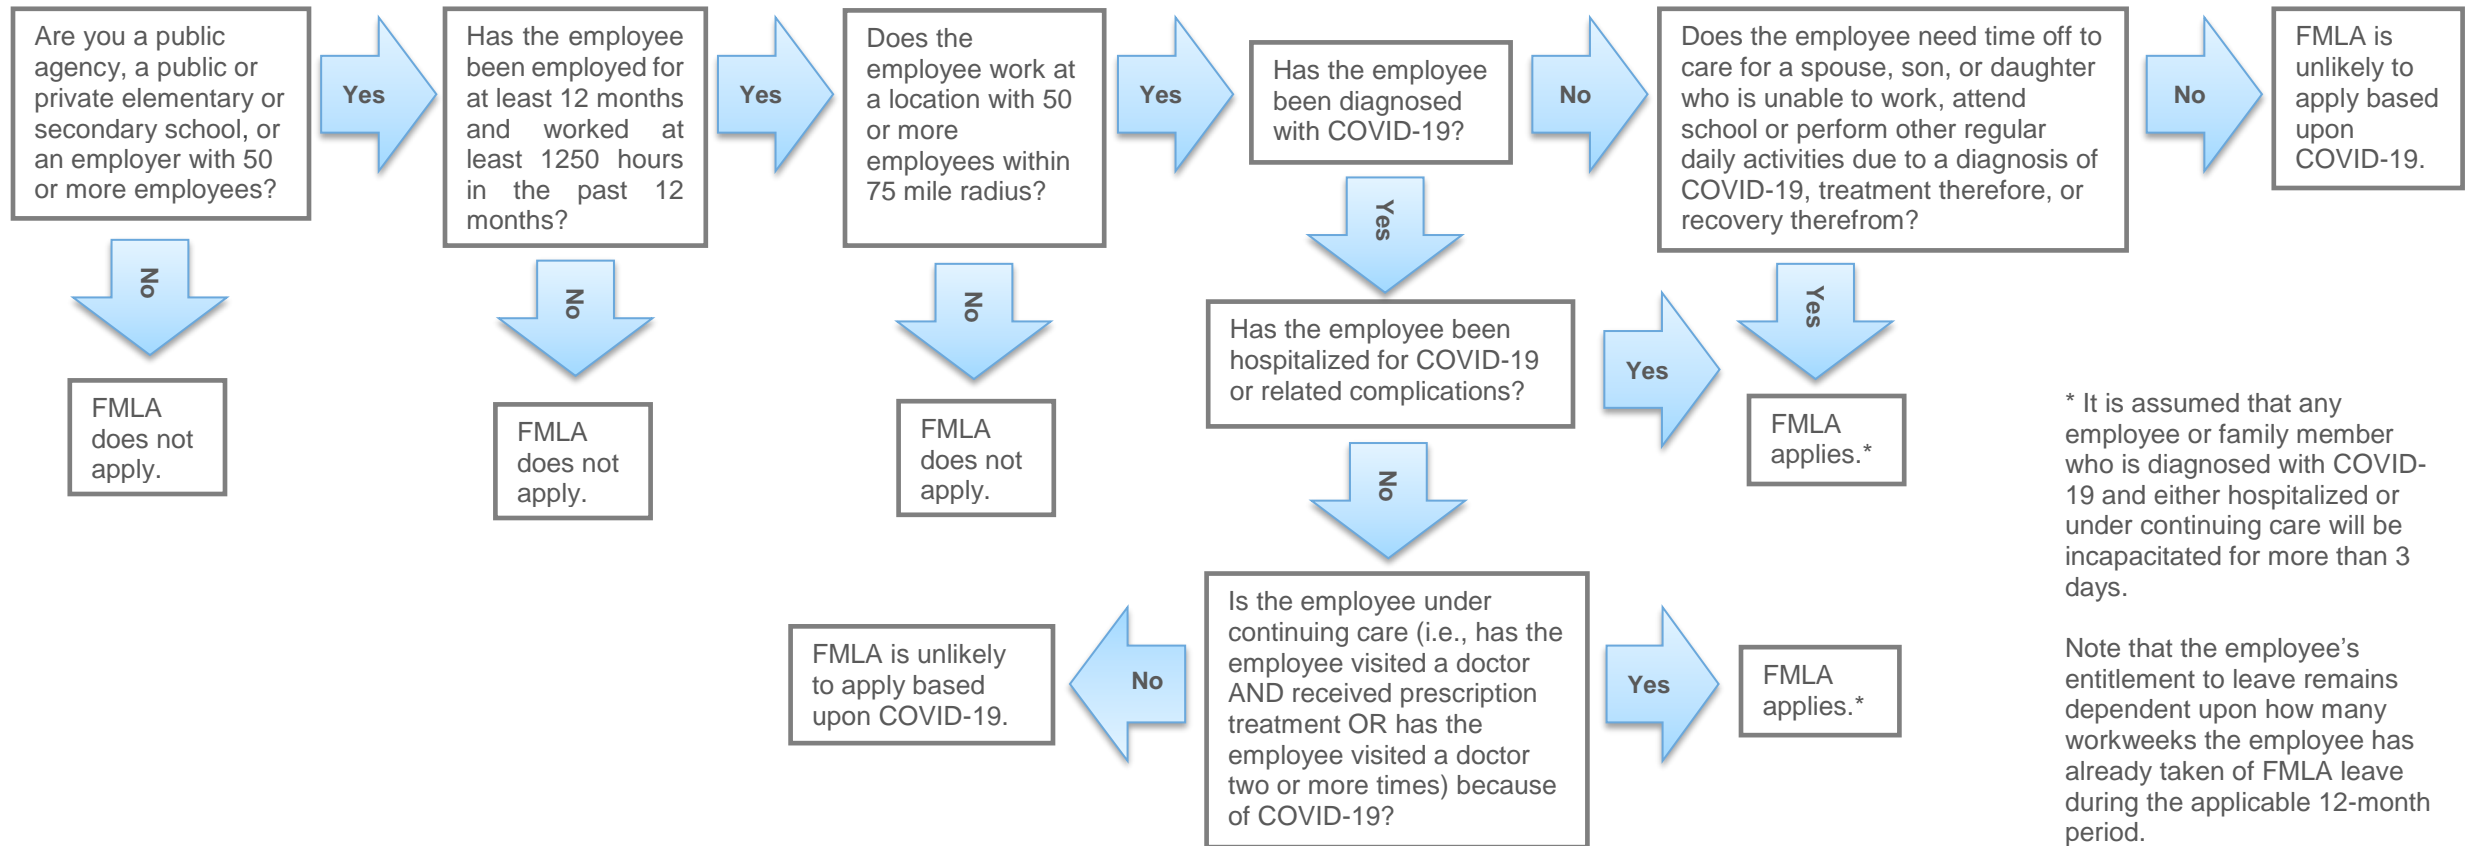 Are you a public
agency, a public or
private elementary or
secondary school, or
an employer with 50
or more employees?
Yes
Has the employee
been employed for
at least 12 months
and worked at
least 1250 hours
in the past 12
months?
Yes
Does the
employee work at
a location with 50
or more
employees within
75 mile radius?
Yes
Has the employee
been diagnosed
with COVID-19?
No
Does the employee need time off to
care for a spouse, son, or daughter
who is unable to work, attend
school or perform other regular
daily activities due to a diagnosis of
COVID-19, treatment therefore, or
recovery therefrom?
No
FMLA is
unlikely to
apply based
upon
COVID-19.
No
No
No
Yes
Yes
FMLA
does not
apply.
FMLA
does not
apply.
FMLA
does not
apply.
Has the employee been
hospitalized for COVID-19
or related complications?
Yes
FMLA
applies.*
No
Is the employee under
continuing care (i.e., has the
employee visited a doctor
AND received prescription
treatment OR has the
employee visited a doctor
two or more times) because
of COVID-19?
No
FMLA is unlikely
to apply based
upon COVID-19.
Yes
FMLA
applies.*
* It is assumed that any
employee or family member
who is diagnosed with COVID-
19 and either hospitalized or
under continuing care will be
incapacitated for more than 3
days.
Note that the employee’s
entitlement to leave remains
dependent upon how many
workweeks the employee has
already taken of FMLA leave
during the applicable 12-month
period.